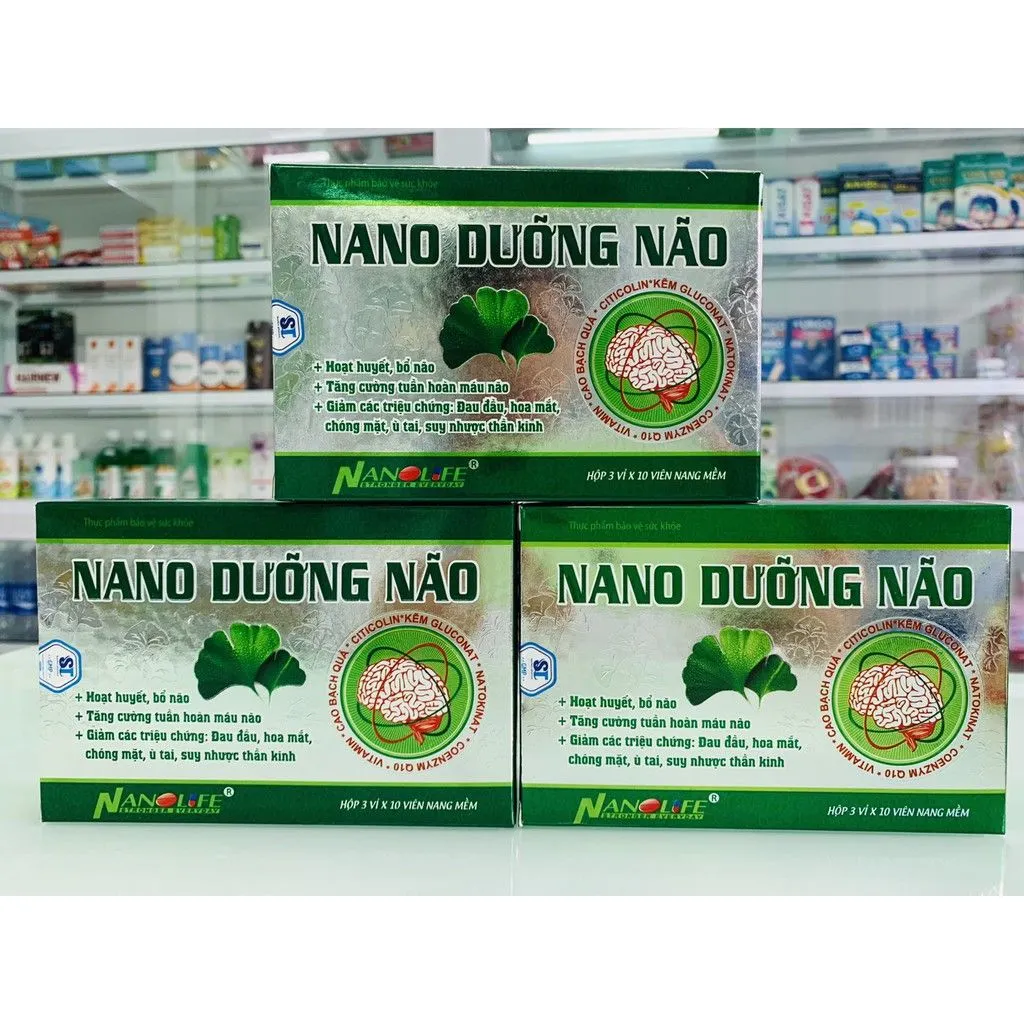 Thực phẩm bảo vệ sức khỏe
NANO DƯỠNG NÃO
CAO BẠCH QUẢ * CITICOLIN * KẼM GLUCONAT * NATOKINAT * COENZYM Q10 * VITAMIN *
ST
+ Hoạt huyết, bổ não
+ Tăng cường tuần hoàn máu não
+ Giảm các triệu chứng: Đau đầu, hoa mắt,
chóng mặt, ù tai, suy nhược thần kinh
NANOLIFE®
STRONGER EVERYDAY
HỘP 3 VỈ X 10 VIÊN NANG MỀM
Thực phẩm bảo vệ sức khỏe
NANO DƯỠNG NÃO
CAO BẠCH QUẢ * CITICOLIN * KẼM GLUCONAT * NATOKINAT * COENZYM Q10 * VITAMIN *
ST
GMP
+ Hoạt huyết, bổ não
+ Tăng cường tuần hoàn máu não
+ Giảm các triệu chứng: Đau đầu, hoa mắt,
chóng mặt, ù tai, suy nhược thần kinh
NANOLIFE®
STRONGER EVERYDAY
HỘP 3 VỈ X 10 VIÊN NANG MỀM
Thực phẩm bảo vệ sức khỏe
NANO DƯỠNG NÃO
CAO BẠCH QUẢ * CITICOLIN * KẼM GLUCONAT * NATOKINAT * COENZYM Q10 * VITAMIN *
ST
GMP
+ Hoạt huyết, bổ não
+ Tăng cường tuần hoàn máu não
+ Giảm các triệu chứng: Đau đầu, hoa mắt,
chóng mặt, ù tai, suy nhược thần kinh
NANOLIFE®
STRONGER EVERYDAY
HỘP 3 VỈ X 10 VIÊN NANG MỀM